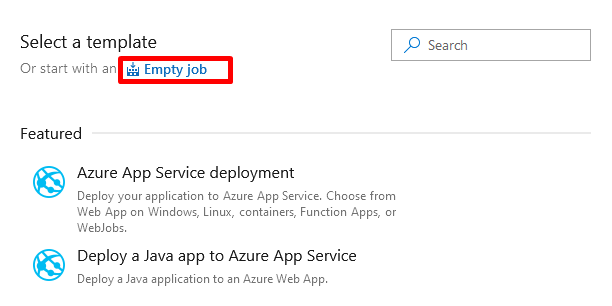 Select a template
Search
Or start with an Empty job
Featured
Azure App Service deployment
Deploy your application to Azure App Service. Choose from
Web App on Windows, Linux, containers, Function Apps, or
WebJobs.
Deploy a Java app to Azure App Service
Deploy a Java application to an Azure Web App.